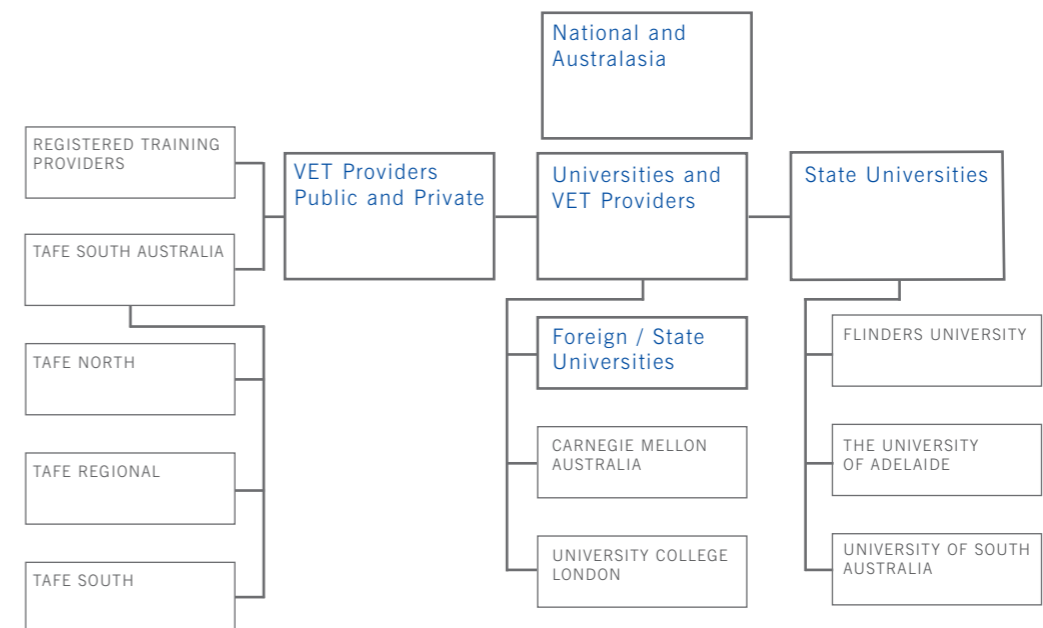 National and
Australasia
REGISTERED TRAINING
PROVIDERS
VET Providers
Public and Private
Universities and
VET Providers
State Universities
TAFE SOUTH AUSTRALIA
Foreign / State
Universities
FLINDERS UNIVERSITY
TAFE NORTH
CARNEGIE MELLON
AUSTRALIA
THE UNIVERSITY
OF ADELAIDE
TAFE REGIONAL
UNIVERSITY COLLEGE
LONDON
UNIVERSITY OF SOUTH
AUSTRALIA
TAFE SOUTH